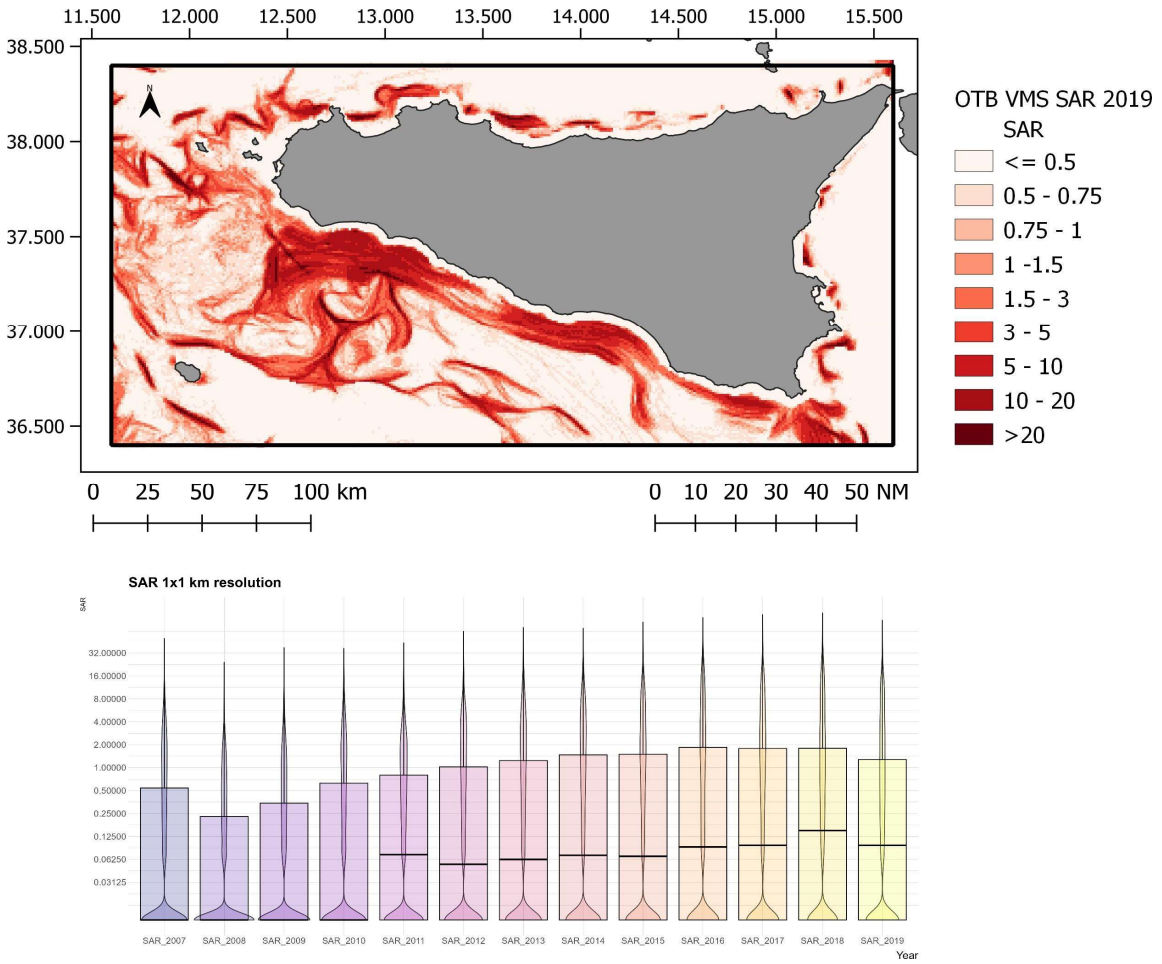 11.500 12.000 12.500 13.000 13.500 14.000 14.500 15.000 15.500
38.500
38.000
37.500
37.000
36.500
N
OTB VMS SAR 2019
SAR
<= 0.5
0.5 - 0.75
0.75 - 1
1 -1.5
1.5 - 3
3 - 5
5 - 10
10 - 20
>20
0 25 50 75 100 km
0 10 20 30 40 50 NM
SAR 1x1 km resolution
SAR
32.00000
16.00000
8.00000
4.00000
2.00000
1.00000
0.50000
0.25000
0.12500
0.06250
0.03125
SAR_2007 SAR_2008 SAR_2009 SAR_2010 SAR_2011 SAR_2012 SAR_2013 SAR_2014 SAR_2015 SAR_2016 SAR_2017 SAR_2018 SAR_2019
Year